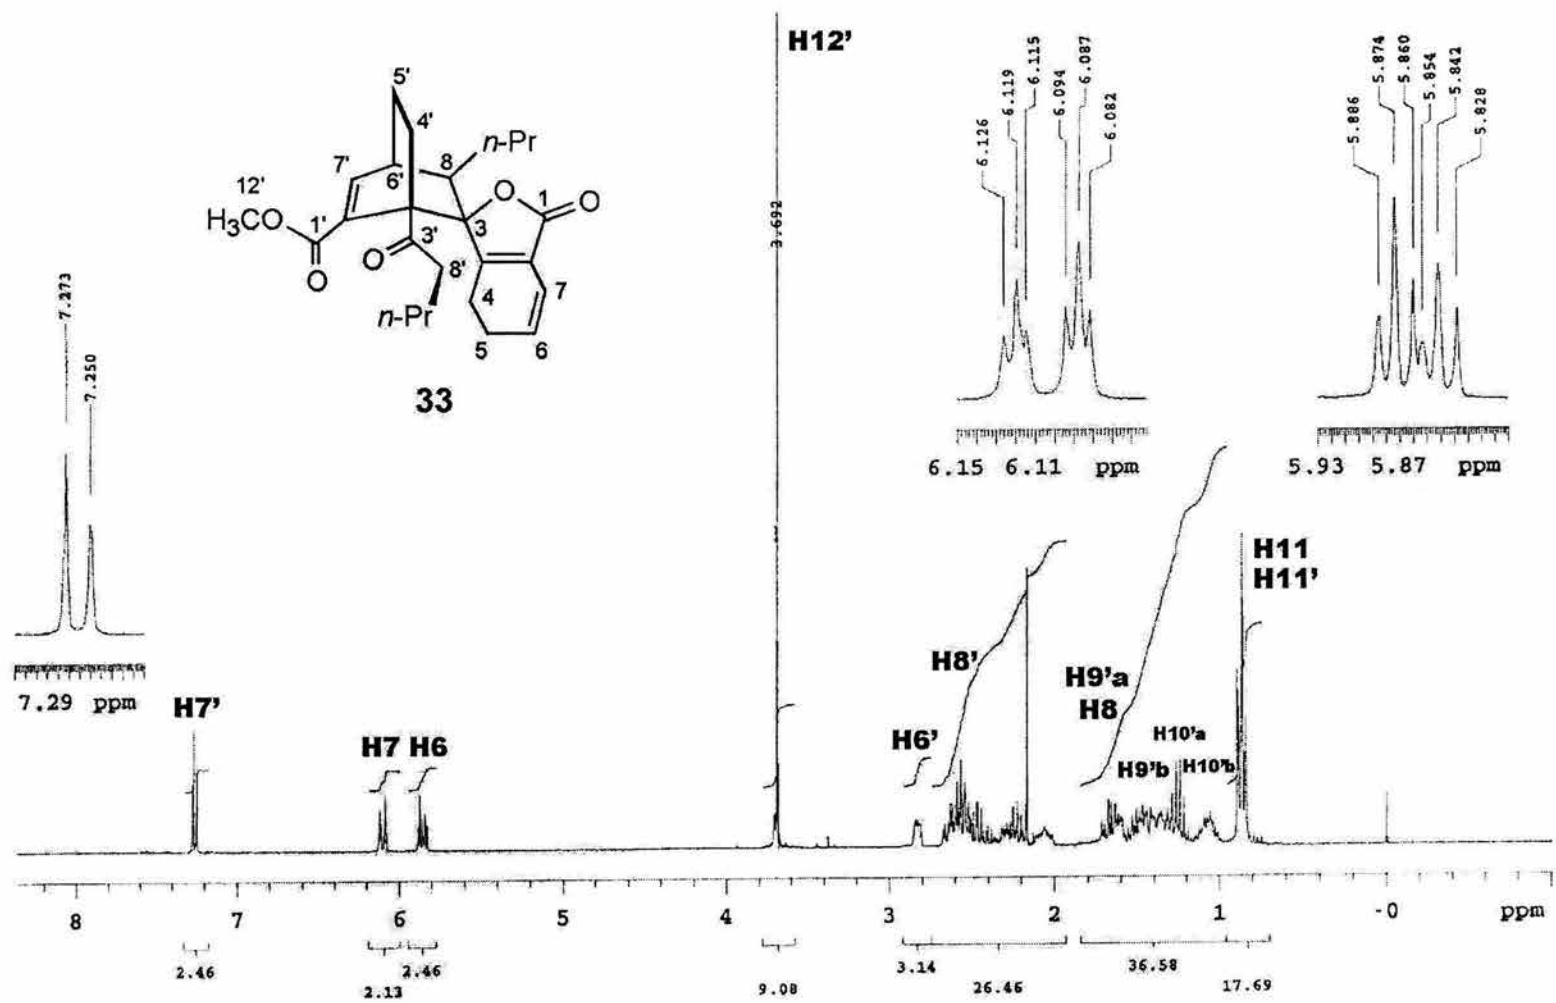 H12'
6.126
6.119
6.115
6.094
6.087
6.082
5.886
5.874
5.860
5.854
5.842
5.828
5'
4'
8
n-Pr
7'
6'
12'
H3CO
1'
O
3'
O
8'
O
3
1
O
4
7
n-Pr
5
6
33
3.692
7.273
7.250
6.15 6.11 ppm
5.93 5.87 ppm
7.29 ppm
H7'
H7 H6
H6'
H8'
H9'a
H8
H10'a
H9'b
H10'b
H11
H11'
8 7 6 5 4 3 2 1 -0 ppm
2.46
2.13
2.46
9.08
3.14
26.46
36.58
17.69